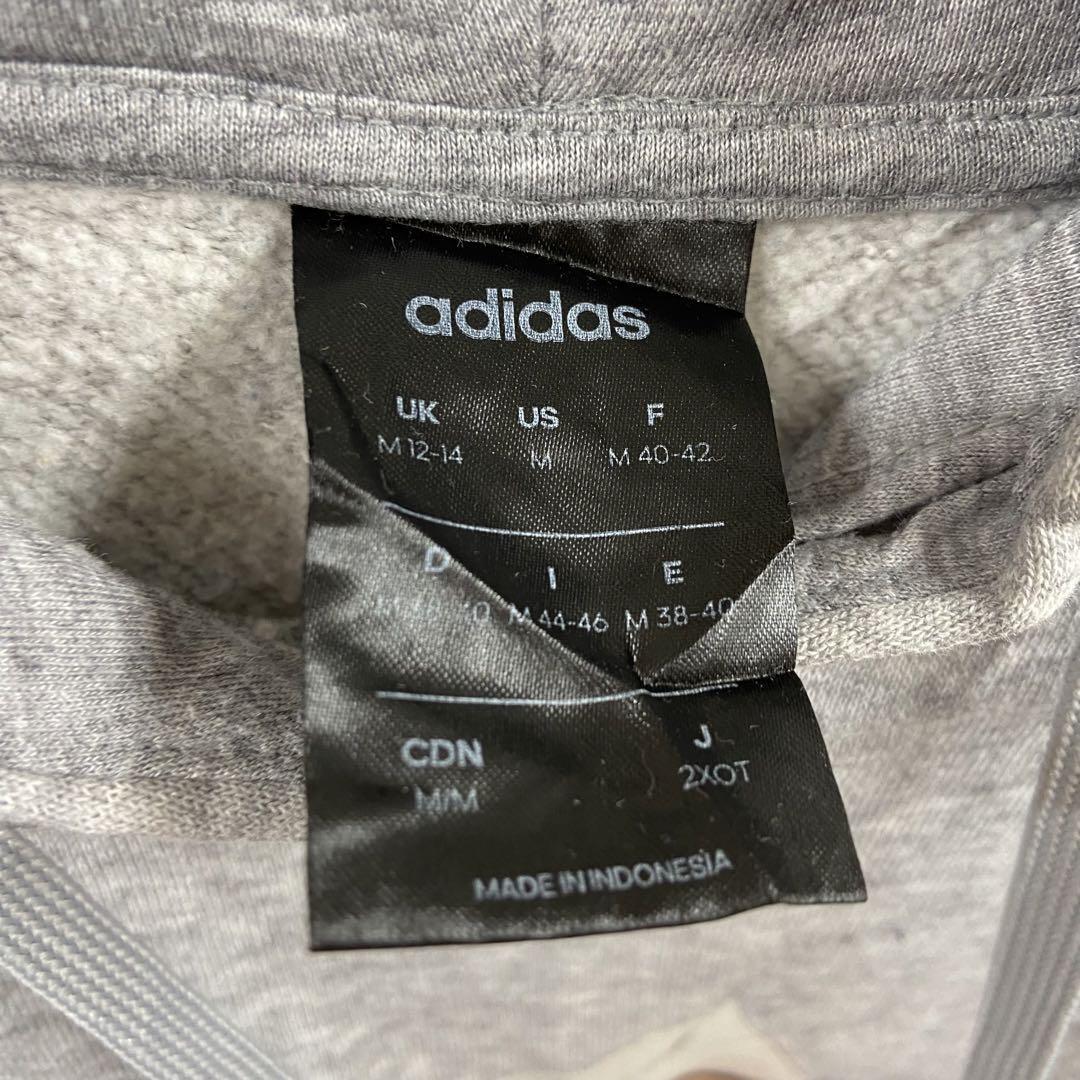 adidas
UK US F
M 12-14 M M 40-42
D I E
M 44-46 M 38-40
CDN J
M/M 2XOT
MADE IN INDONESIA